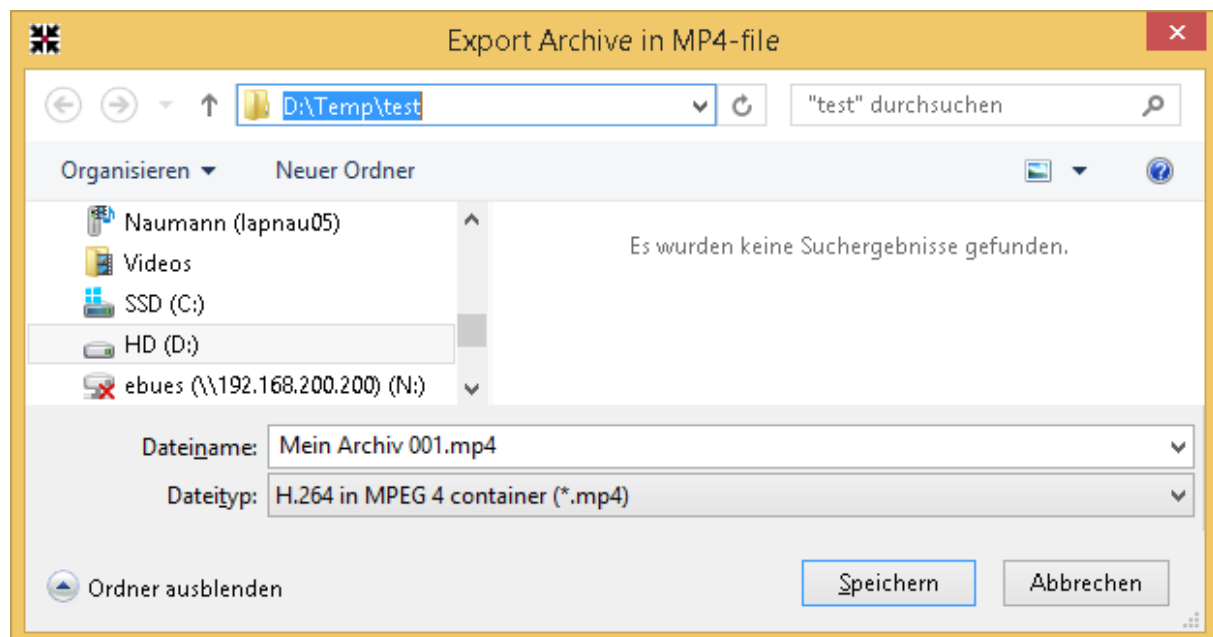 Export Archive in MP4-file
D:\Temp\test
"test" durchsuchen
Organisieren
Neuer Ordner
Naumann (lapnau05)
Videos
SSD (C:)
HD (D:)
ebues (\\192.168.200.200) (N:)
Es wurden keine Suchergebnisse gefunden.
Dateiname: Mein Archiv 001.mp4
Dateityp: H.264 in MPEG 4 container (*.mp4)
Ordner ausblenden
Speichern
Abbrechen